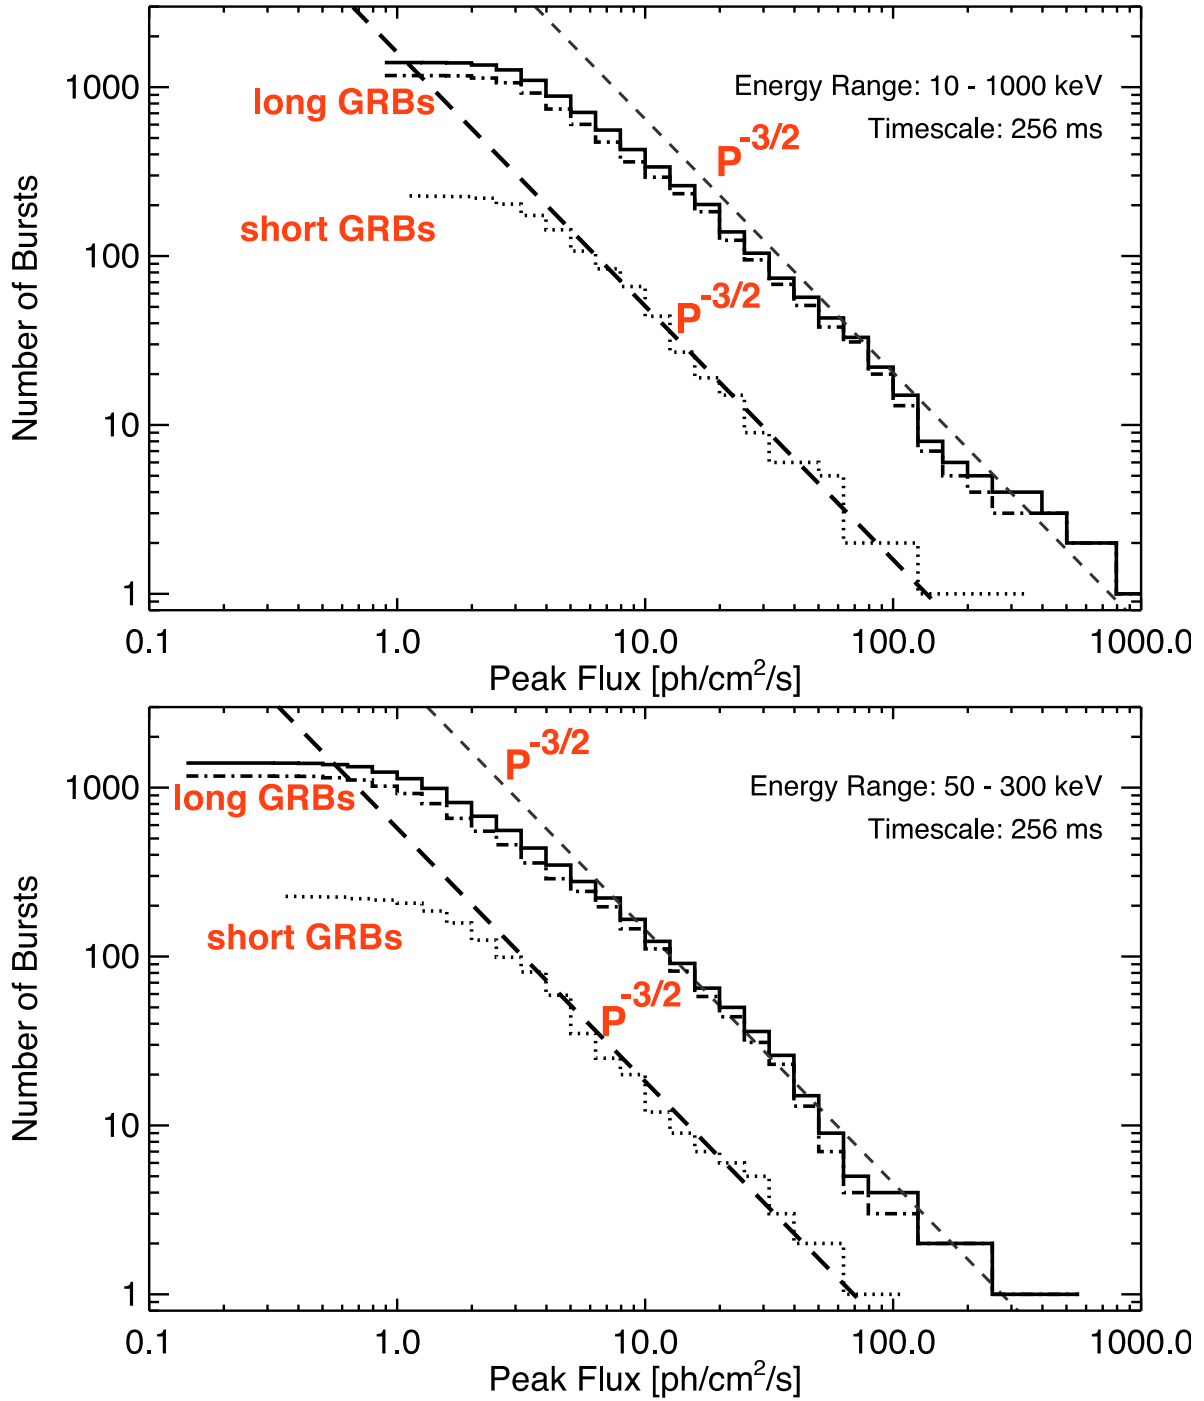 1000
100
10
1
Number of Bursts
Energy Range: 10 - 1000 keV
Timescale: 256 ms
long GRBs
P-3/2
short GRBs
P-3/2
0.1 1.0 10.0 100.0 1000.0
Peak Flux [ph/cm2/s]
1000
100
10
1
Number of Bursts
P-3/2
Energy Range: 50 - 300 keV
Timescale: 256 ms
long GRBs
short GRBs
P-3/2
0.1 1.0 10.0 100.0 1000.0
Peak Flux [ph/cm2/s]